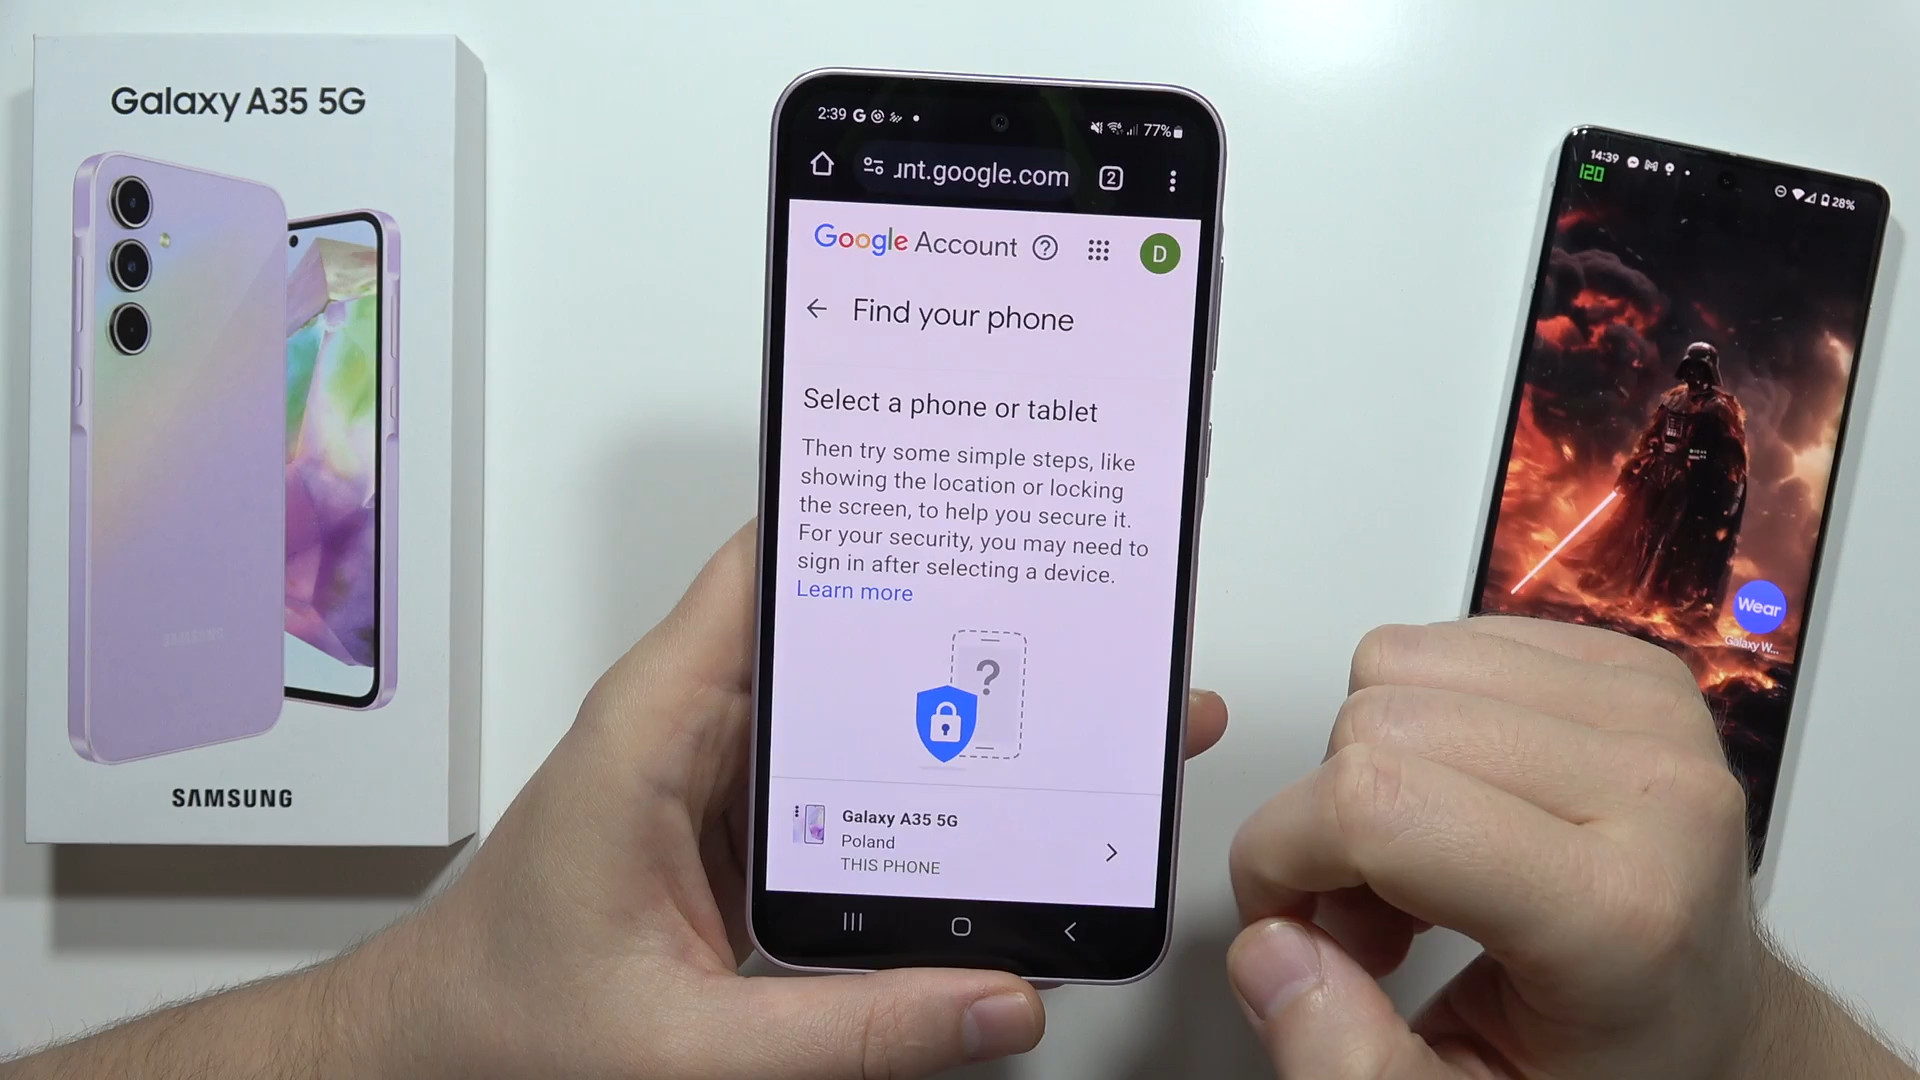 Galaxy A35 5G
SAMSUNG
SAMSUNG
2:39
77%
2
ınt.google.com
Google Account
D
Find your phone
Select a phone or tablet
Then try some simple steps, like
showing the location or locking
the screen, to help you secure it.
For your security, you may need to
sign in after selecting a device.
Learn more
?
Galaxy A35 5G
Poland
THIS PHONE
14:39
28%
120
Wear
Galaxy W...